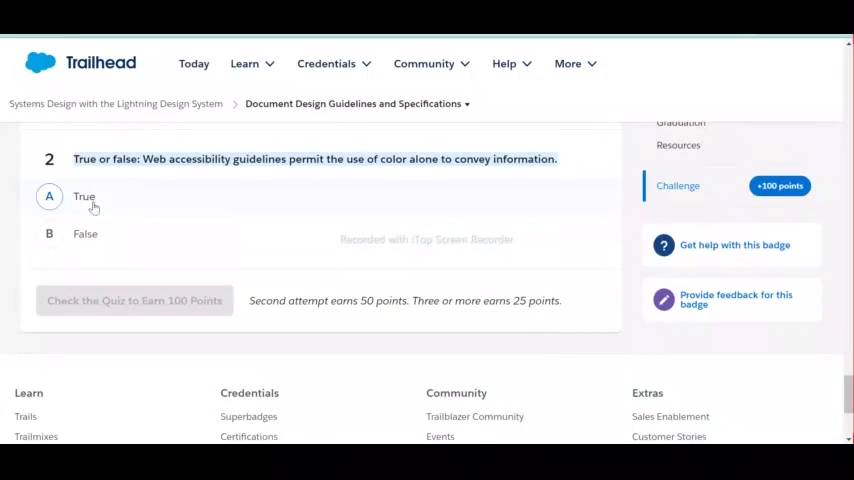 Trailhead Today Learn Credentials Community Help More
Systems Design with the Lightning Design System Document Design Guidelines and Specifications
Graduation
Resources
2 True or false: Web accessibility guidelines permit the use of color alone to convey information.
A True
B False
Challenge +100 points
Recorded with iTop Screen Recorder
Get help with this badge
Check the Quiz to Earn 100 Points Second attempt earns 50 points. Three or more earns 25 points.
Provide feedback for this
badge
Learn Credentials Community Extras
Trails Superbadges Trailblazer Community Sales Enablement
Trailmixes Certifications Events Customer Stories